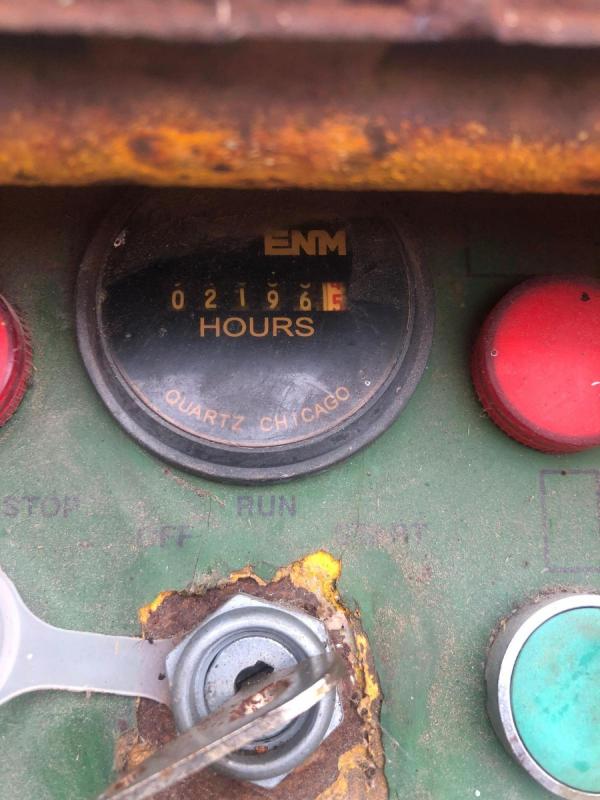 ENM
02196
HOURS
QUARTZ CHICAGO
STOP
RUN
OFF
START